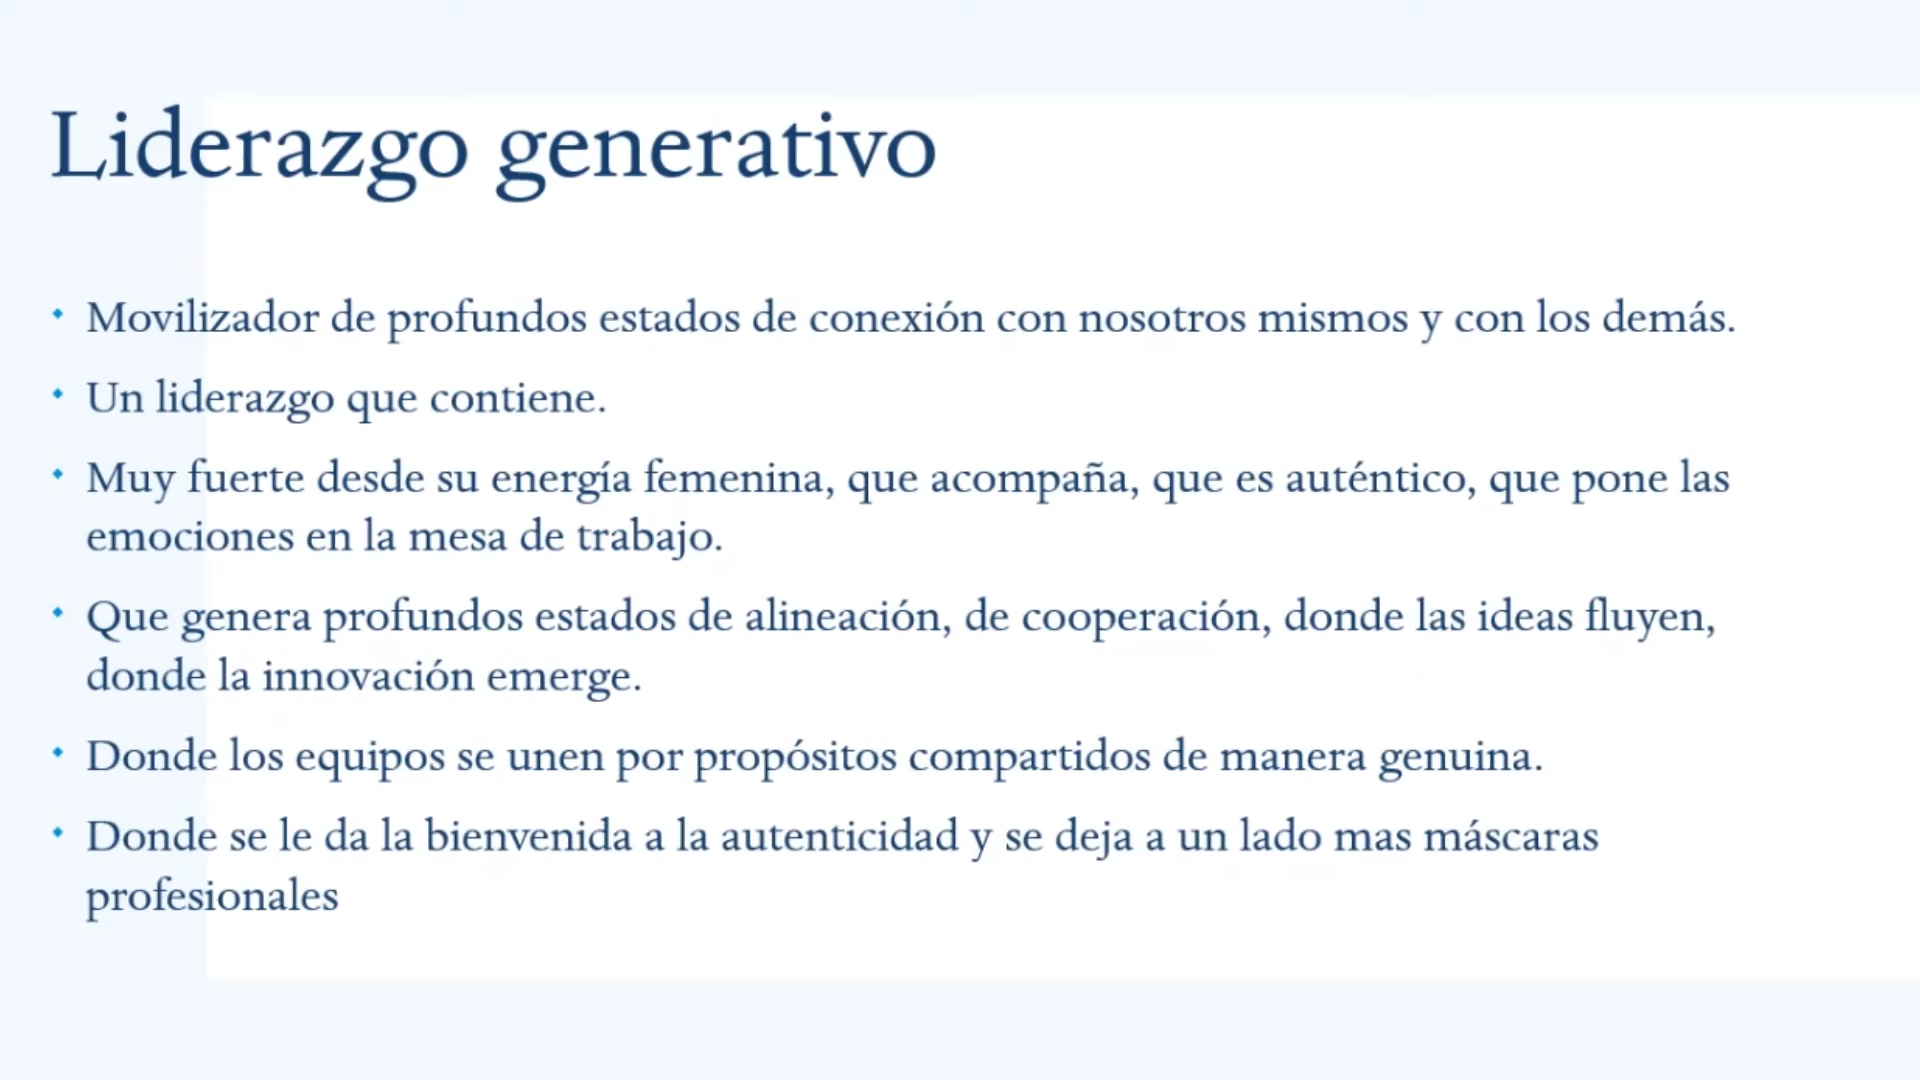 Liderazgo generativo
• Movilizador de profundos estados de conexión con nosotros mismos y con los demás.
• Un liderazgo que contiene.
• Muy fuerte desde su energía femenina, que acompaña, que es auténtico, que pone las
emociones en la mesa de trabajo.
• Que genera profundos estados de alineación, de cooperación, donde las ideas fluyen,
donde la innovación emerge.
• Donde los equipos se unen por propósitos compartidos de manera genuina.
• Donde se le da la bienvenida a la autenticidad y se deja a un lado mas máscaras
profesionales